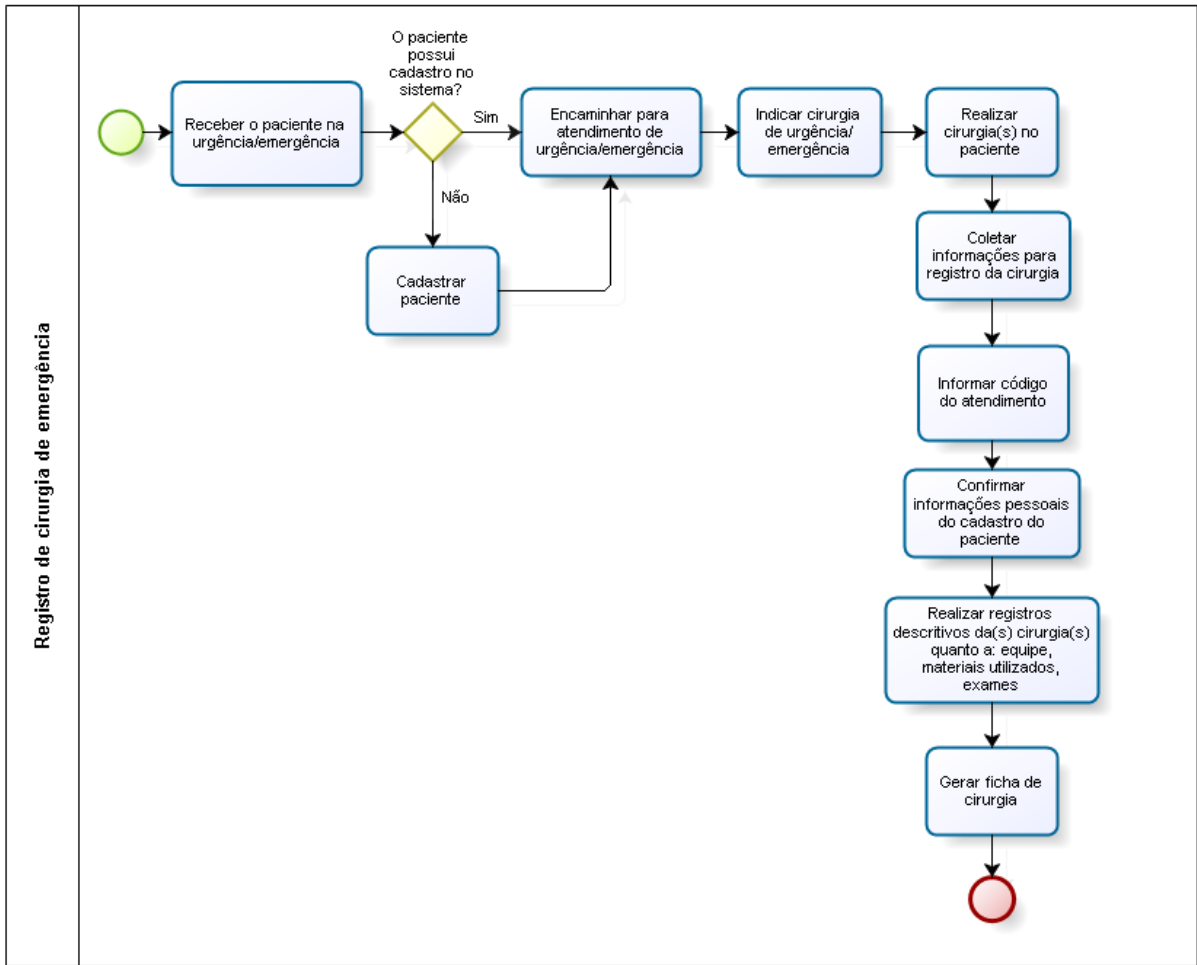 Registro de cirurgia de emergência
Receber o paciente na
urgência/emergência
O paciente
possui
cadastro no
sistema?
Sim
Não
Cadastrar
paciente
Encaminhar para
atendimento de
urgência/emergência
Indicar cirurgia
de urgência/
emergência
Realizar
cirurgia(s) no
paciente
Coletar
informações para
registro da cirurgia
Informar código
do atendimento
Confirmar
informações pessoais
do cadastro do
paciente
Realizar registros
descritivos da(s) cirurgia(s)
quanto a: equipe,
materiais utilizados,
exames
Gerar ficha de
cirurgia